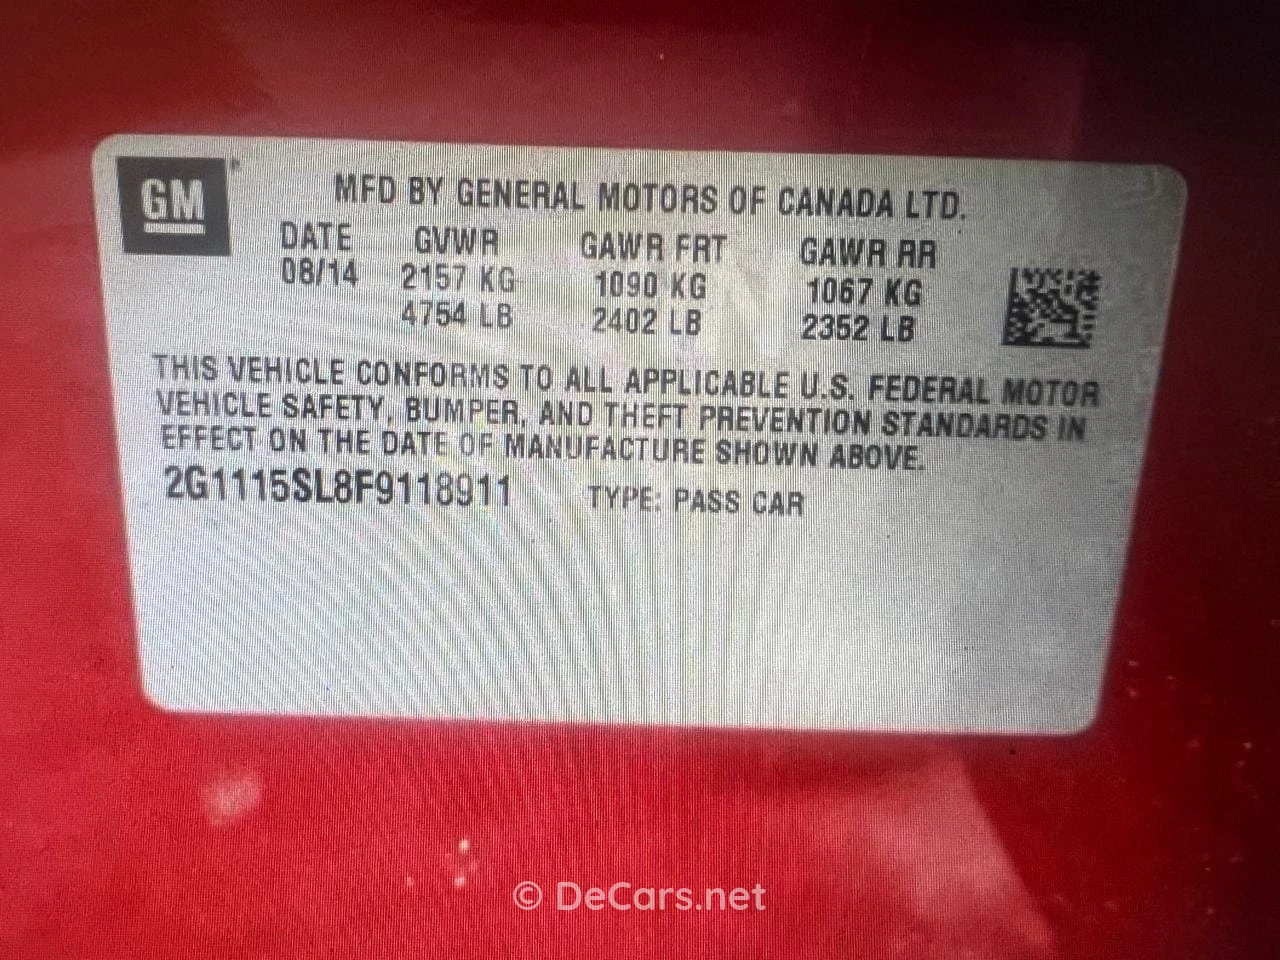 GM
MFD BY GENERAL MOTORS OF CANADA LTD.
DATE GVWR GAWR FRT GAWR RR
08/14 2157 KG 1090 KG 1067 KG
4754 LB 2402 LB 2352 LB
THIS VEHICLE CONFORMS TO ALL APPLICABLE U.S. FEDERAL MOTOR
VEHICLE SAFETY, BUMPER, AND THEFT PREVENTION STANDARDS IN
EFFECT ON THE DATE OF MANUFACTURE SHOWN ABOVE.
2G1115SL8F9118911 TYPE: PASS CAR
© DeCars.net